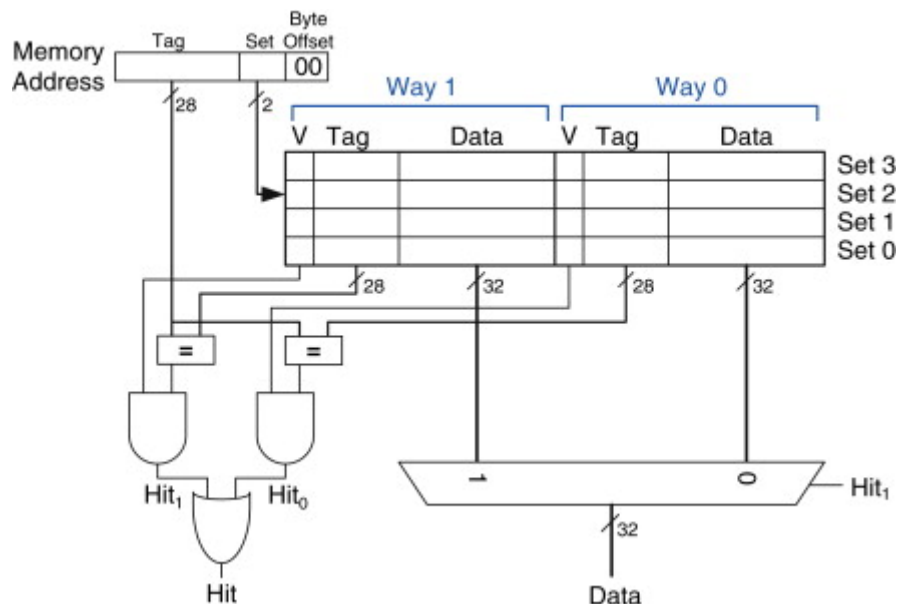 Byte
Tag Set Offset
Memory Address 00
28 2
Way 1 Way 0
V Tag Data V Tag Data
Set 3
Set 2
Set 1
Set 0
28 32 28 32
= =
1 0
Hit1 Hit0 Hit1
32
Hit Data